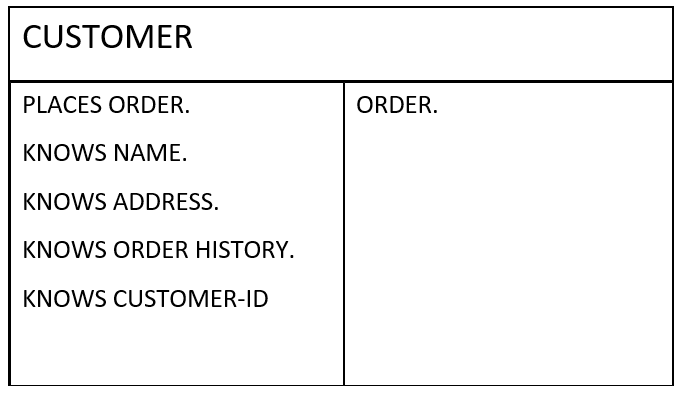 CUSTOMER
PLACES ORDER.
KNOWS NAME.
KNOWS ADDRESS.
KNOWS ORDER HISTORY.
KNOWS CUSTOMER-ID
ORDER.